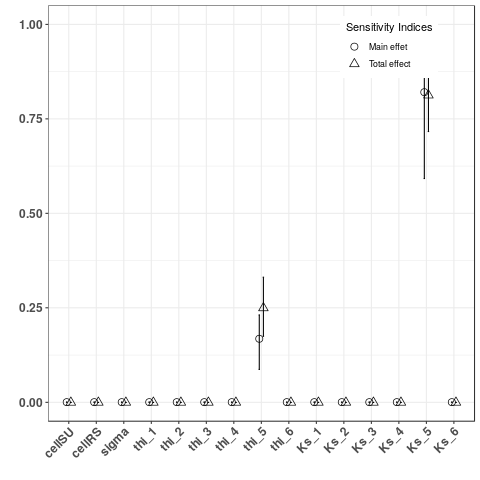 Sensitivity Indices
Main effet
Total effect
1.00
0.75
0.50
0.25
0.00
cellSU
cellRS
sigma
thi_1
thi_2
thi_3
thi_4
thi_5
thi_6
Ks_1
Ks_2
Ks_3
Ks_4
Ks_5
Ks_6